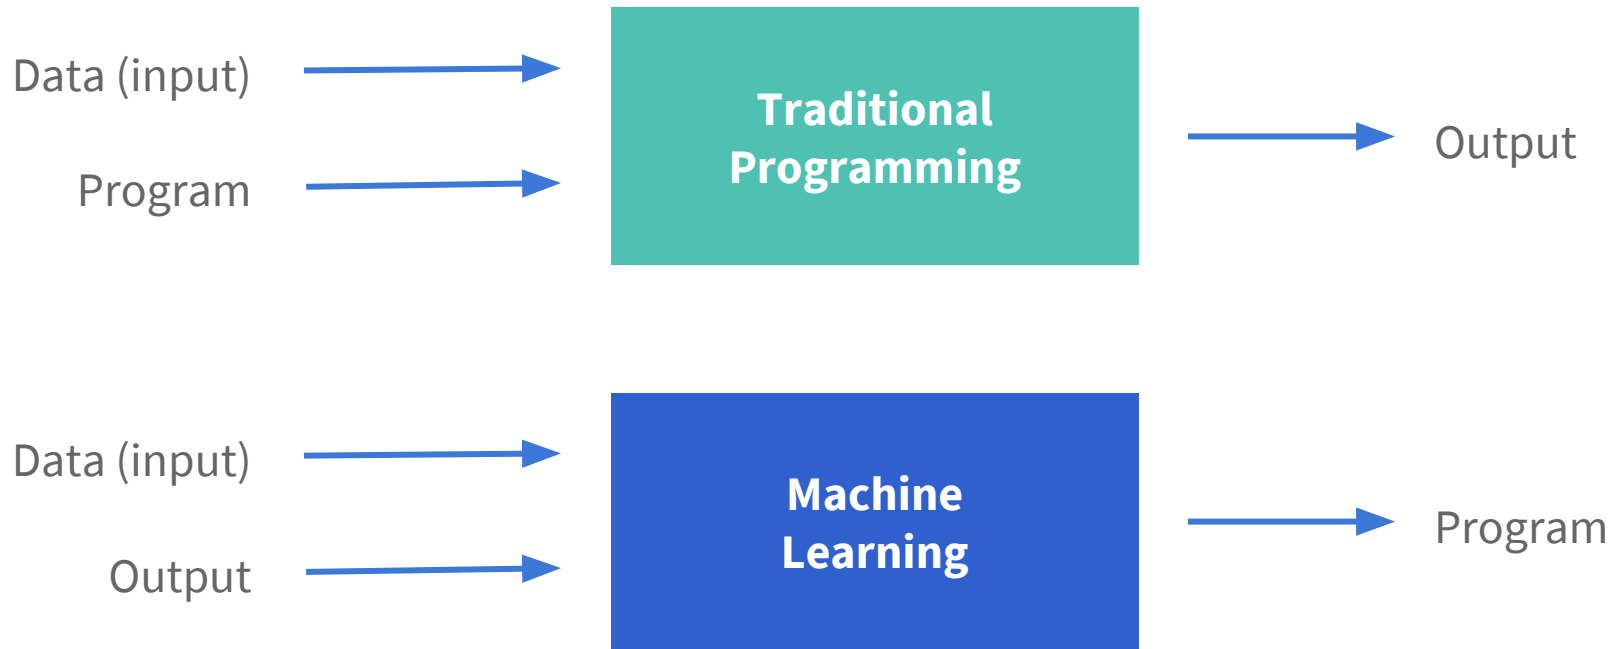 Data (input)
Program
Traditional
Programming
Output
Data (input)
Output
Machine
Learning
Program